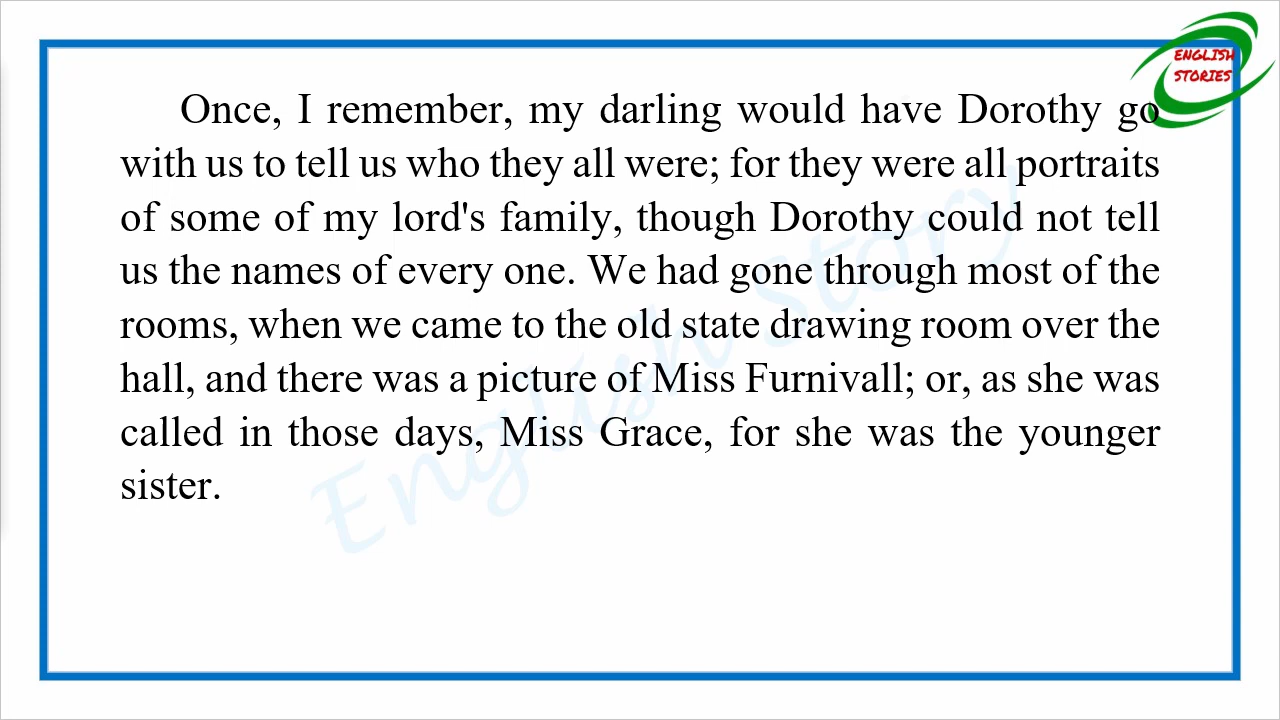 ENGLISH
STORIES
Once, I remember, my darling would have Dorothy go
with us to tell us who they all were; for they were all portraits
of some of my lord's family, though Dorothy could not tell
us the names of every one. We had gone through most of the
rooms, when we came to the old state drawing room over the
hall, and there was a picture of Miss Furnivall; or, as she was
called in those days, Miss Grace, for she was the younger
sister.
English Story